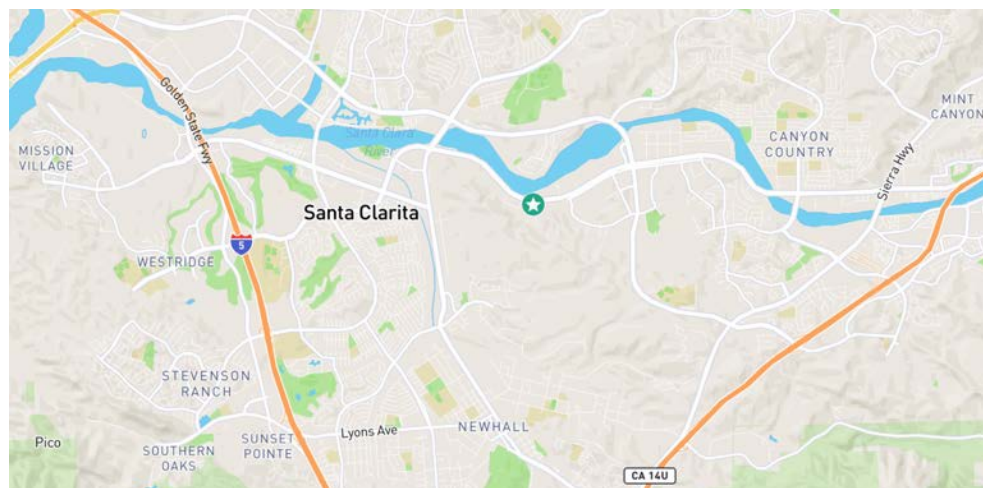 Golden State Fwy
MINT
CANYON
Santa Clara
River
CANYON
COUNTRY
MISSION
VILLAGE
Sierra Hwy
Santa Clarita
5
WESTRIDGE
STEVENSON
RANCH
Lyons Ave
NEWHALL
Pico
SUNSET
POINTE
SOUTHERN
OAKS
CA 14U